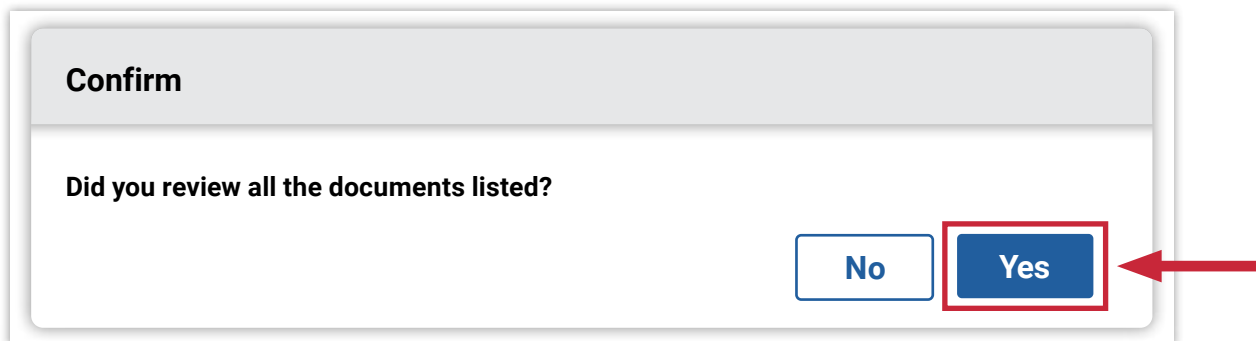 Confirm
Did you review all the documents listed?
No Yes